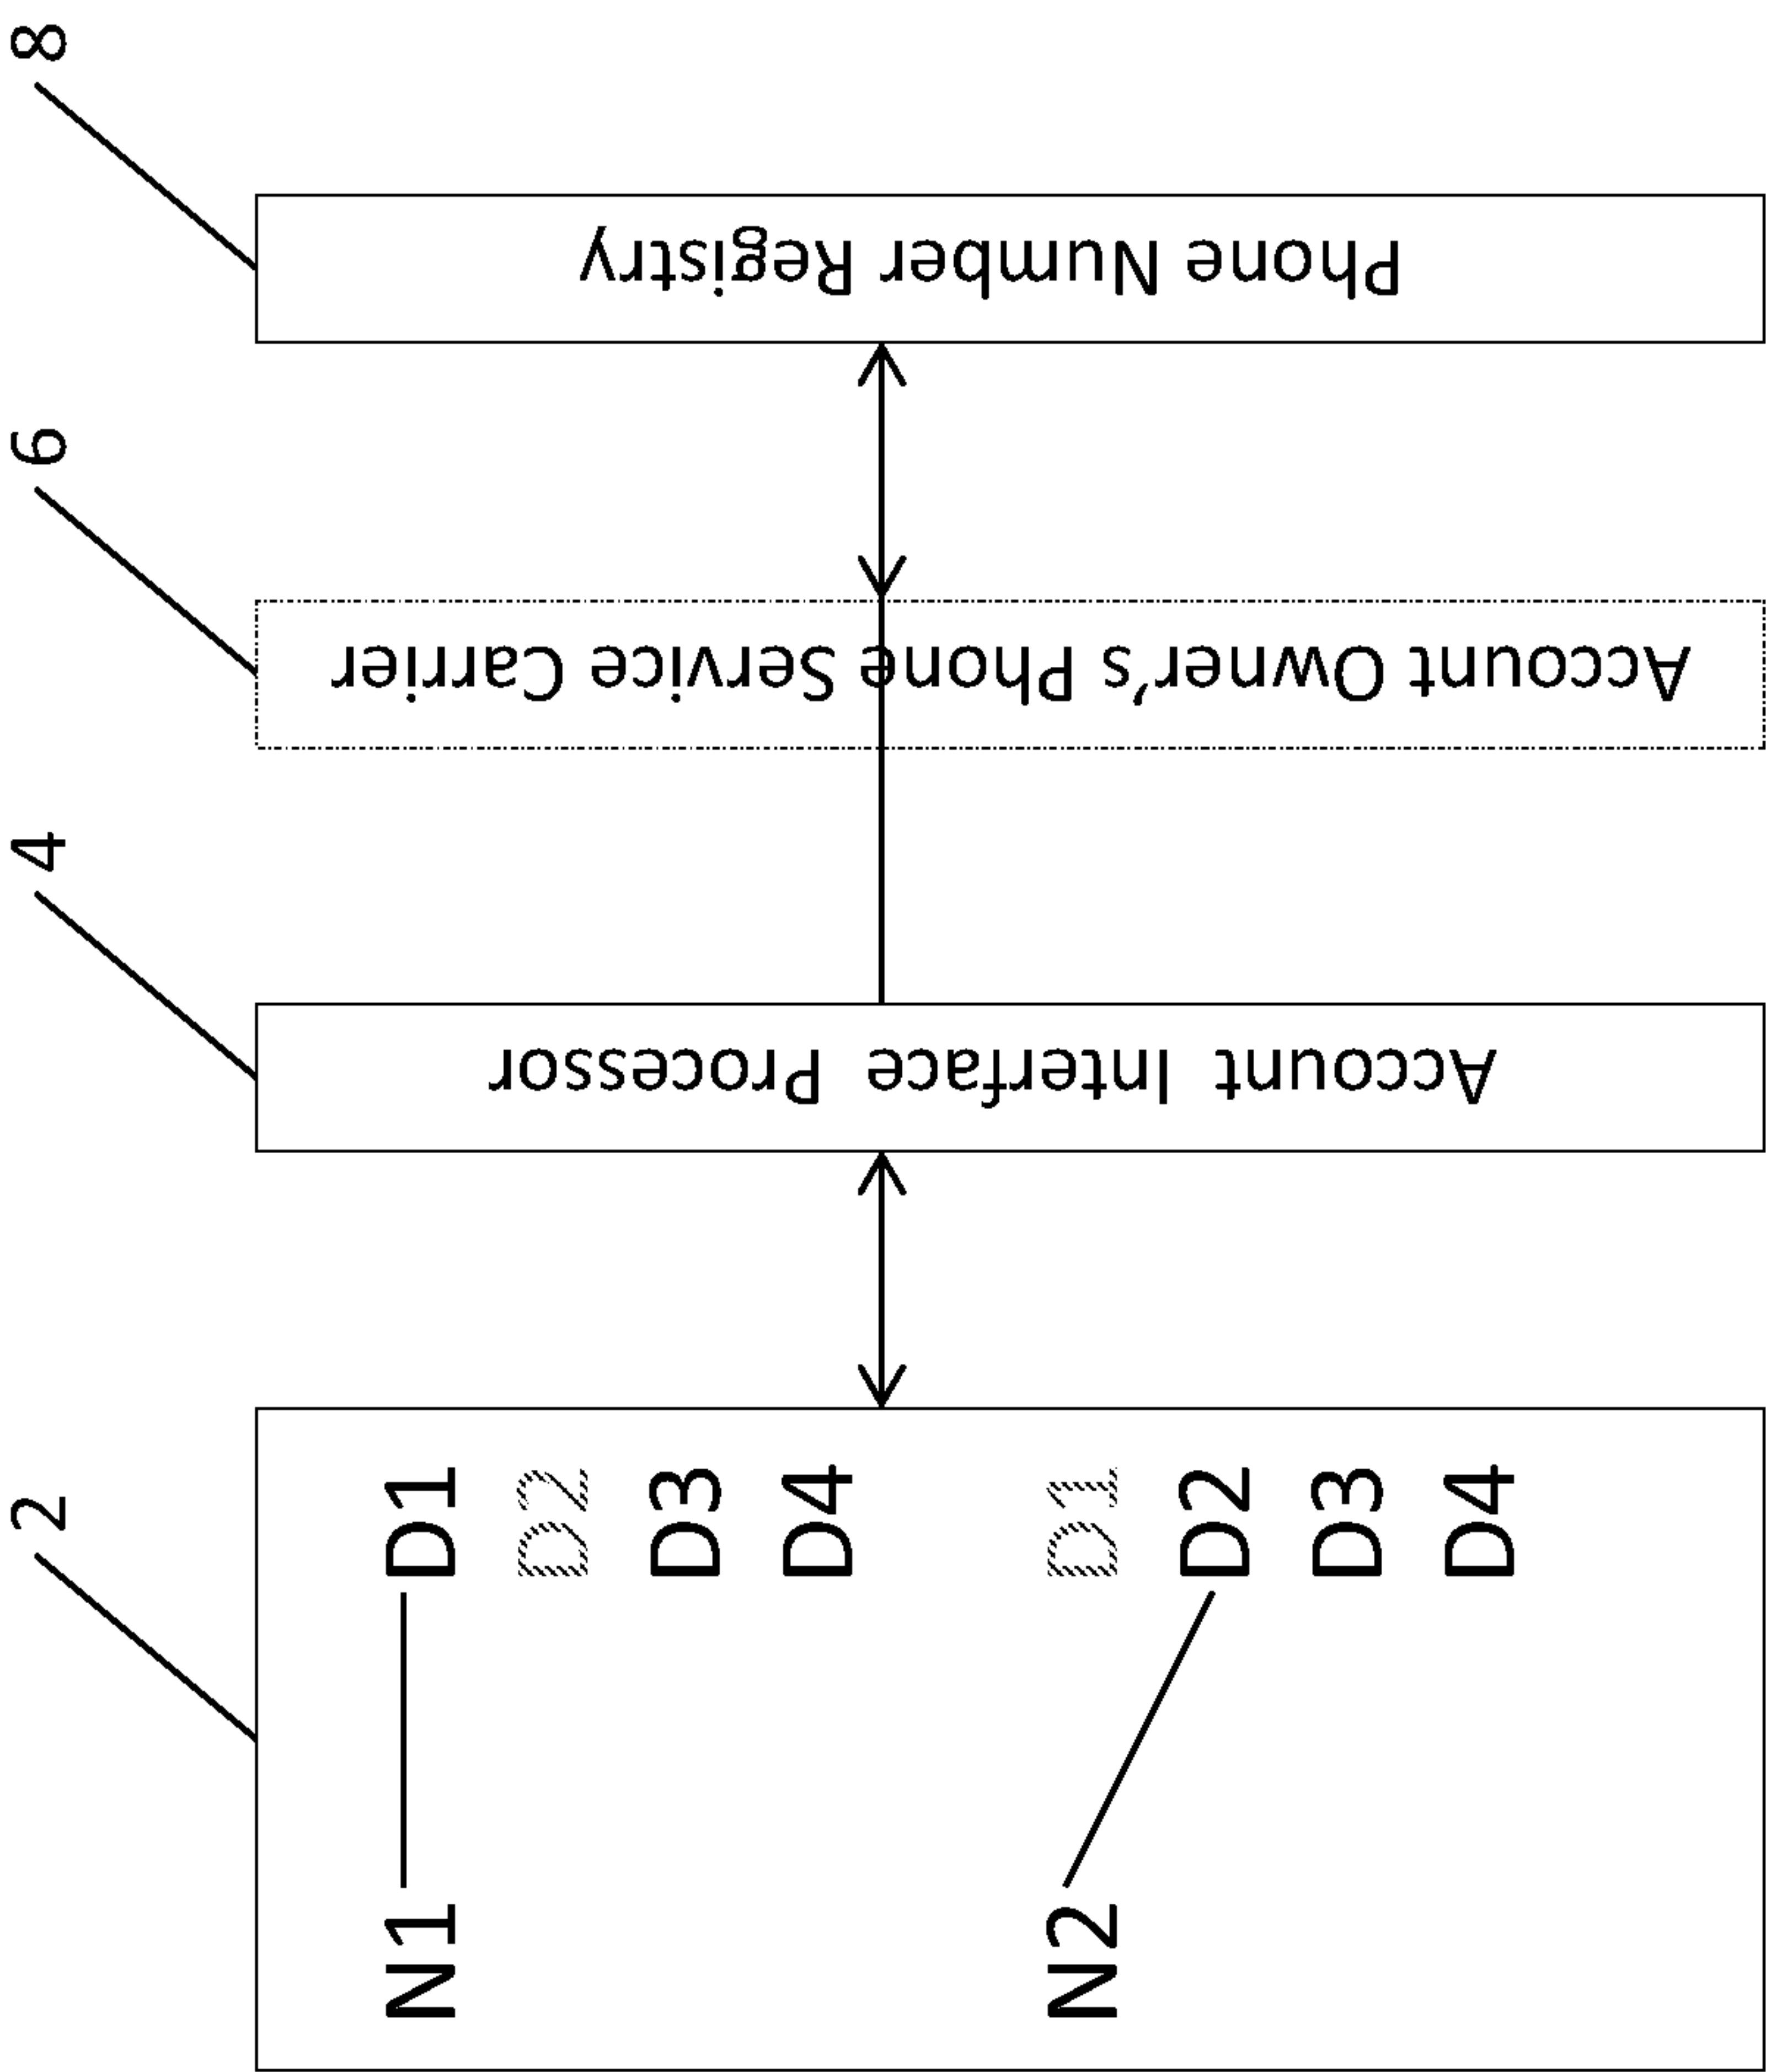 2
4
6
8
N1 D1
D2
D3
D4
N2 D1
D2
D3
D4
Account Interface Processor
Account Owner's Phone Service Carrier
Phone Number Registry